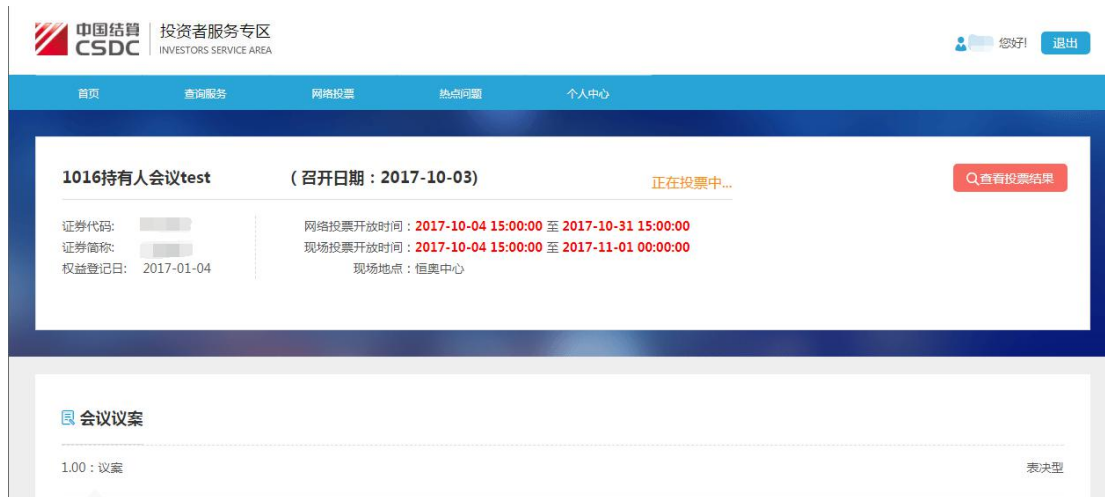 中国结算
CSDC
投资者服务专区
INVESTORS SERVICE AREA
您好!
退出
首页 查询服务 网络投票 热点问题 个人中心
1016持有人会议test (召开日期：2017-10-03) 正在投票中... 查看投票结果
证券代码: 网络投票开放时间：2017-10-04 15:00:00 至 2017-10-31 15:00:00
证券简称: 现场投票开放时间：2017-10-04 15:00:00 至 2017-11-01 00:00:00
权益登记日: 2017-01-04 现场地点：恒奥中心
会议议案
1.00：议案 表决型